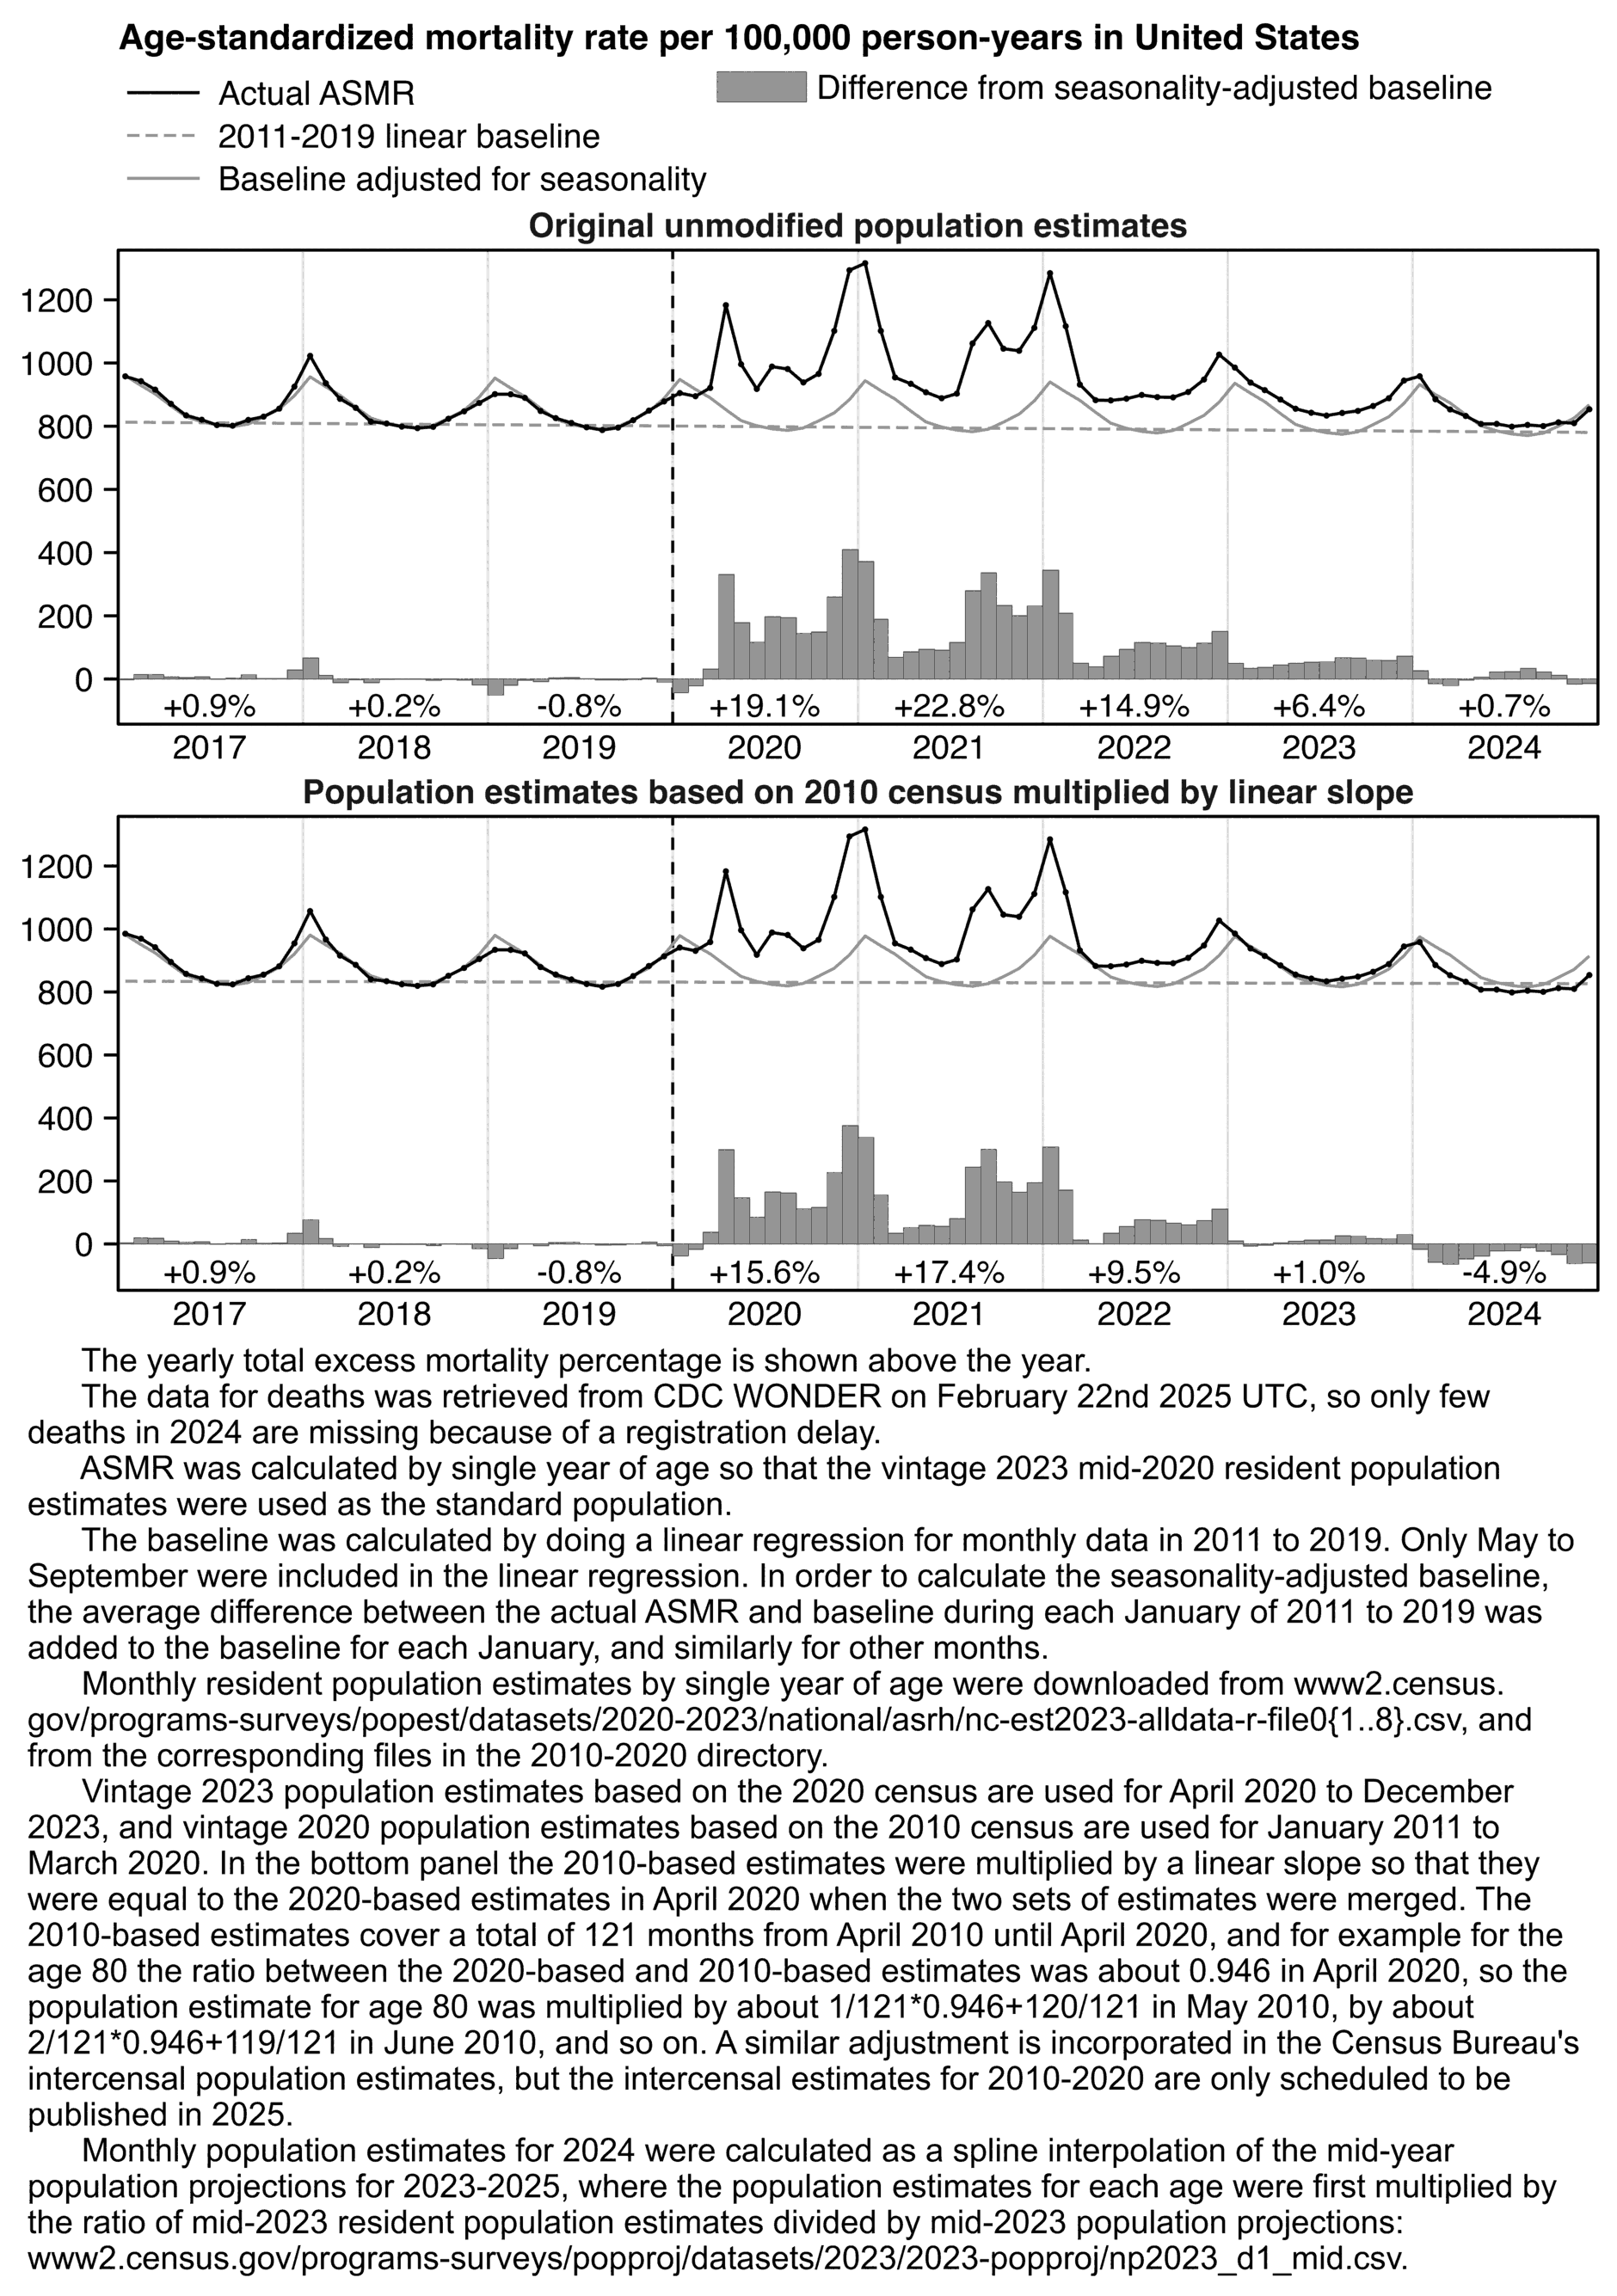 Age-standardized mortality rate per 100,000 person-years in United States
Actual ASMR
Difference from seasonality-adjusted baseline
2011-2019 linear baseline
Baseline adjusted for seasonality
Original unmodified population estimates
1200
1000
800
600
400
200
0
+0.9% +0.2% -0.8% +19.1% +22.8% +14.9% +6.4% +0.7%
2017 2018 2019 2020 2021 2022 2023 2024
Population estimates based on 2010 census multiplied by linear slope
1200
1000
800
600
400
200
0
+0.9% +0.2% -0.8% +15.6% +17.4% +9.5% +1.0% -4.9%
2017 2018 2019 2020 2021 2022 2023 2024
The yearly total excess mortality percentage is shown above the year.
The data for deaths was retrieved from CDC WONDER on February 22nd 2025 UTC, so only few
deaths in 2024 are missing because of a registration delay.
ASMR was calculated by single year of age so that the vintage 2023 mid-2020 resident population
estimates were used as the standard population.
The baseline was calculated by doing a linear regression for monthly data in 2011 to 2019. Only May to
September were included in the linear regression. In order to calculate the seasonality-adjusted baseline,
the average difference between the actual ASMR and baseline during each January of 2011 to 2019 was
added to the baseline for each January, and similarly for other months.
Monthly resident population estimates by single year of age were downloaded from www2.census.
gov/programs-surveys/popest/datasets/2020-2023/national/asrh/nc-est2023-alldata-r-file0{1..8}.csv, and
from the corresponding files in the 2010-2020 directory.
Vintage 2023 population estimates based on the 2020 census are used for April 2020 to December
2023, and vintage 2020 population estimates based on the 2010 census are used for January 2011 to
March 2020. In the bottom panel the 2010-based estimates were multiplied by a linear slope so that they
were equal to the 2020-based estimates in April 2020 when the two sets of estimates were merged. The
2010-based estimates cover a total of 121 months from April 2010 until April 2020, and for example for the
age 80 the ratio between the 2020-based and 2010-based estimates was about 0.946 in April 2020, so the
population estimate for age 80 was multiplied by about 1/121*0.946+120/121 in May 2010, by about
2/121*0.946+119/121 in June 2010, and so on. A similar adjustment is incorporated in the Census Bureau's
intercensal population estimates, but the intercensal estimates for 2010-2020 are only scheduled to be
published in 2025.
Monthly population estimates for 2024 were calculated as a spline interpolation of the mid-year
population projections for 2023-2025, where the population estimates for each age were first multiplied by
the ratio of mid-2023 resident population estimates divided by mid-2023 population projections:
www2.census.gov/programs-surveys/popproj/datasets/2023/2023-popproj/np2023_d1_mid.csv.